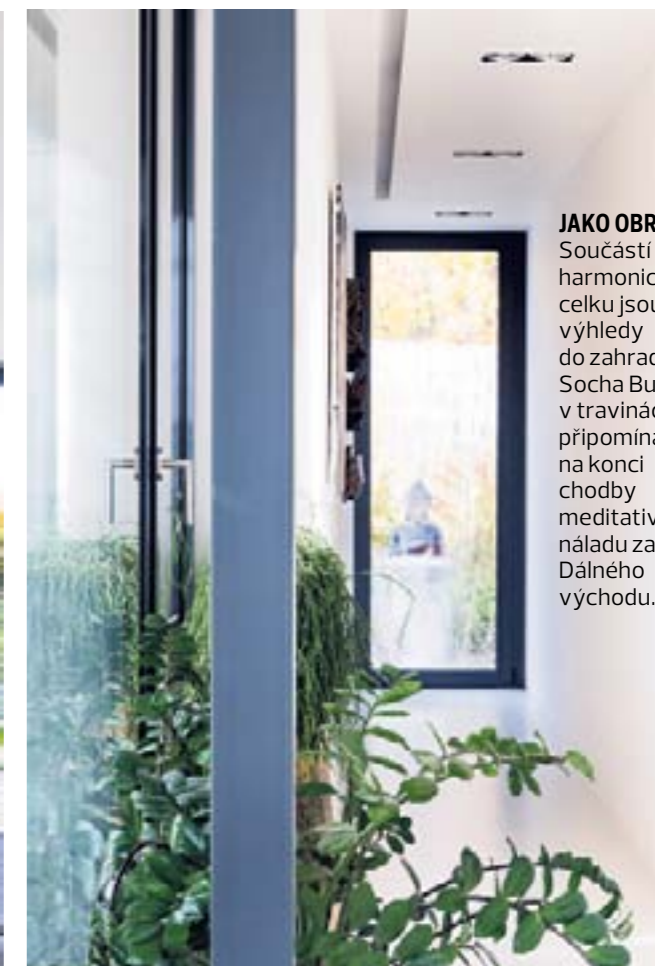 JAKO OBR
Součástí
harmonic
celku jsou
výhledy
do zahrad
Socha Bu
v travinác
připomína
na konci
chodby
meditativ
náladu za
Dálného
východu.